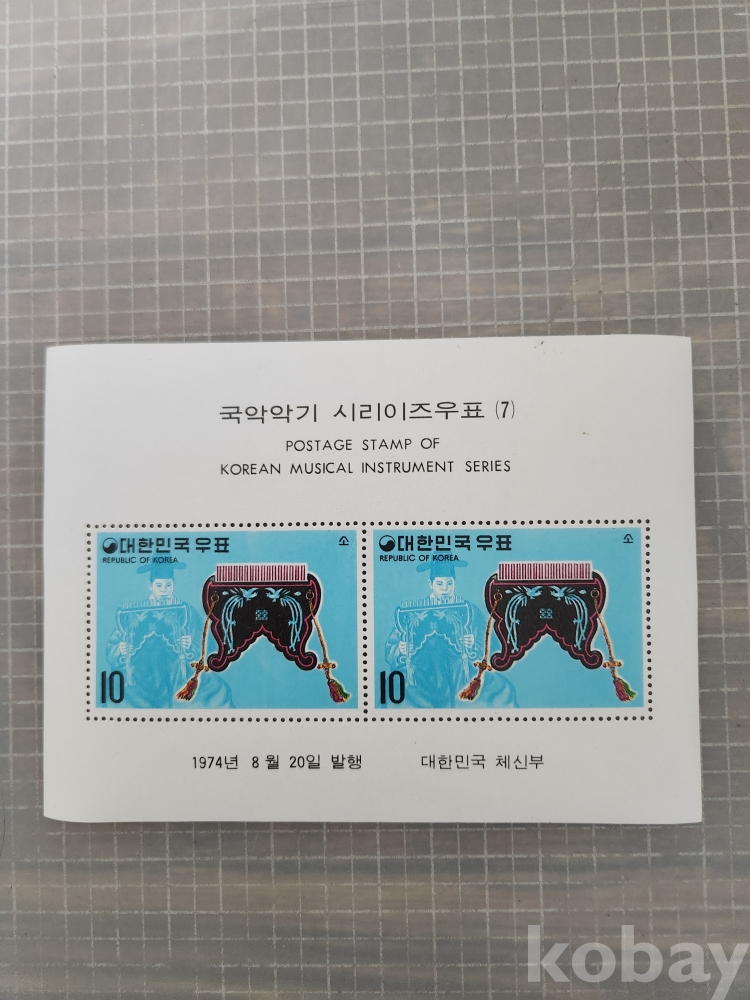 국악악기 시리이즈우표 (7)
POSTAGE STAMP OF
KOREAN MUSICAL INSTRUMENT SERIES
대한민국우표 소
REPUBLIC OF KOREA
10
대한민국우표 소
REPUBLIC OF KOREA
10
1974년 8월 20일 발행 대한민국 체신부
kobay